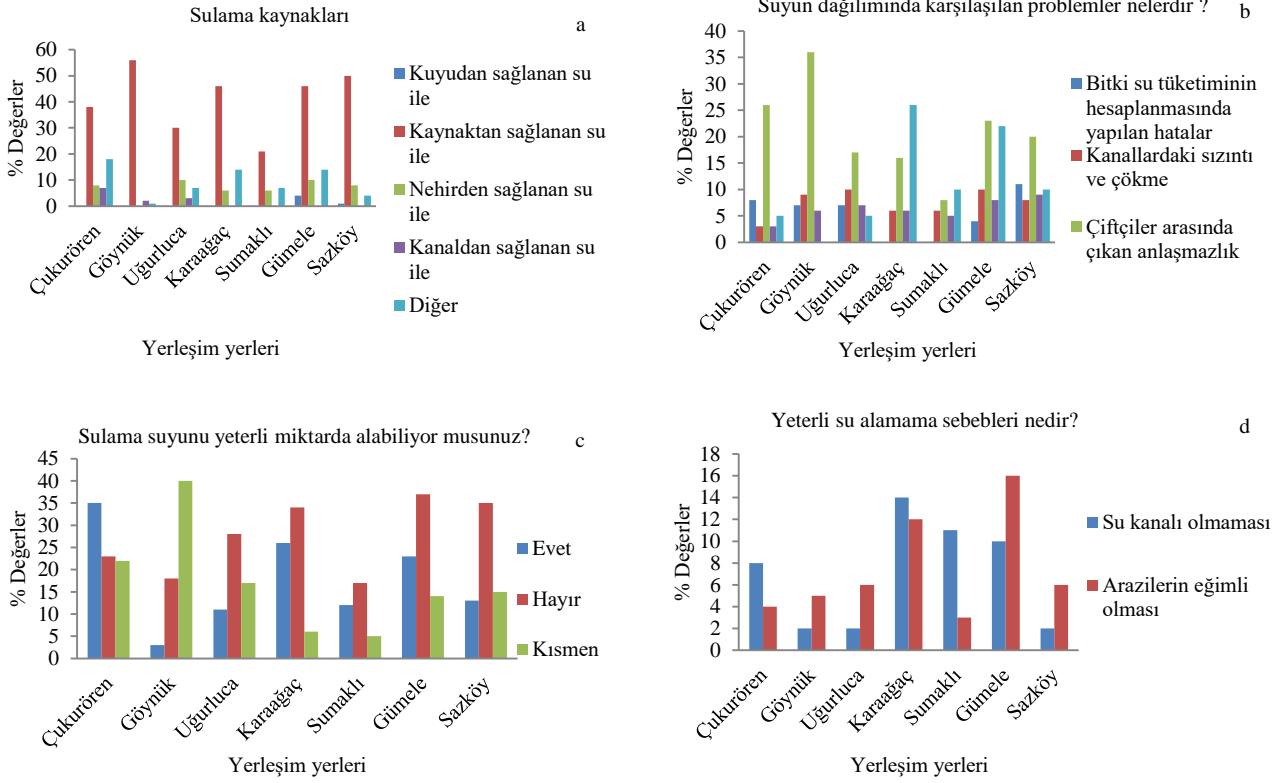 Sulama kaynakları
a
60
50
40
30
20
10
0
% Değerler
Çukurören
Göynük
Uğurluca
Karaağaç
Sumaklı
Gümele
Sazköy
Yerleşim yerleri
Kuyudan sağlanan su
ile
Kaynaktan sağlanan su
ile
Nehirden sağlanan su
ile
Kanaldan sağlanan su
ile
Diğer
Suyun dağiliminda karşilaşilan problemler nelerdir ?
b
40
35
30
25
20
15
10
5
0
% Değerler
Çukurören
Göynük
Uğurluca
Karaağaç
Sumaklı
Gümele
Sazköy
Yerleşim yerleri
Bitki su tüketiminin
hesaplanmasında
yapılan hatalar
Kanallardaki sızıntı
ve çökme
Çiftçiler arasında
çıkan anlaşmazlık
Sulama suyunu yeterli miktarda alabiliyor musunuz?
c
45
40
35
30
25
20
15
10
5
0
% Değerler
Çukurören
Göynük
Uğurluca
Karaağaç
Sumaklı
Gümele
Sazköy
Yerleşim yerleri
Evet
Hayır
Kısmen
Yeterli su alamama sebebleri nedir?
d
18
16
14
12
10
8
6
4
2
0
% Değerler
Çukurören
Göynük
Uğurluca
Karaağaç
Sumaklı
Gümele
Sazköy
Yerleşim yerleri
Su kanalı olmaması
Arazilerin eğimli
olması